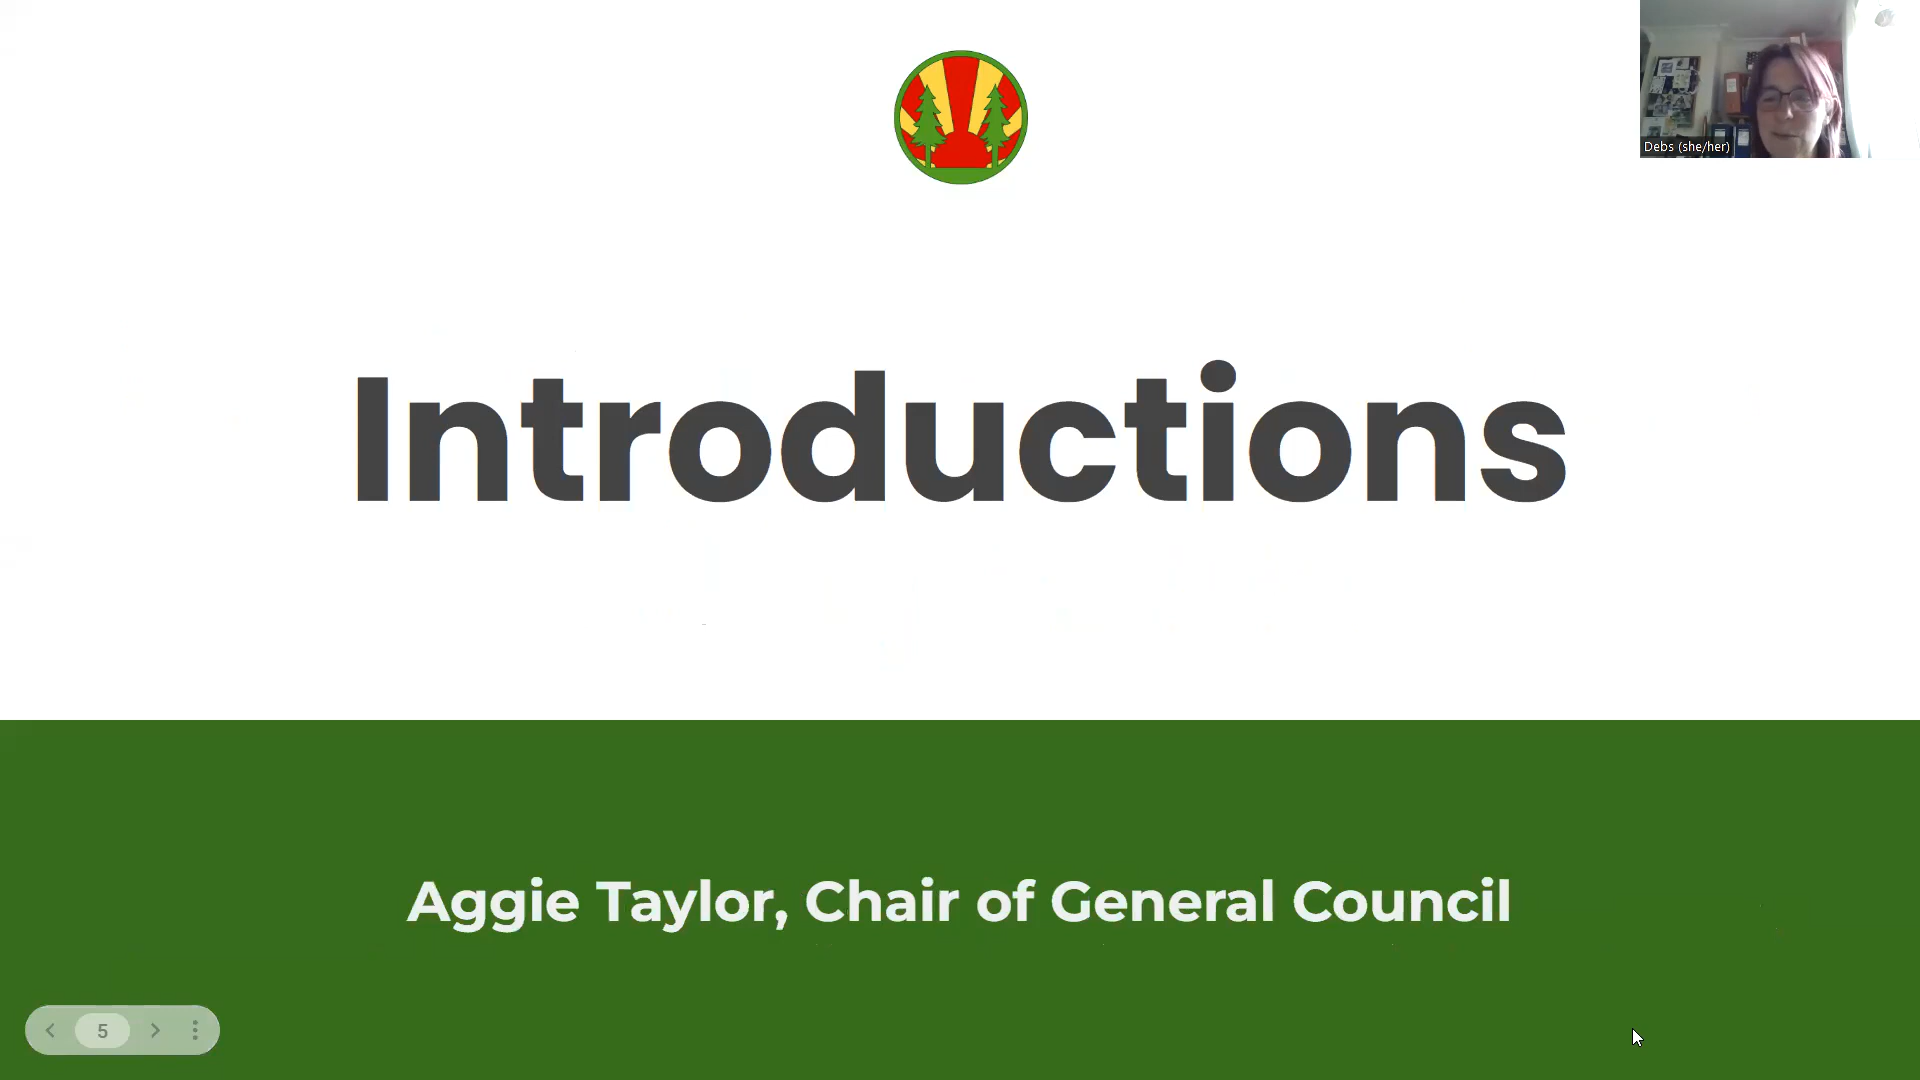 Debs (she/her)
Introductions
Aggie Taylor, Chair of General Council
5